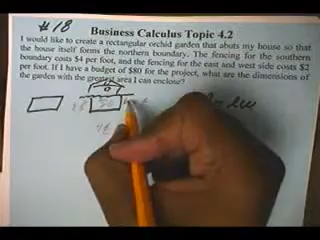 #18
Business Calculus Topic 4.2
I would like to create a rectangular orchid garden that abuts my house so that
the house itself forms the northern boundary. The fencing for the southern
boundary costs $4 per foot, and the fencing for the east and west side costs $2
per foot. If I have a budget of $80 for the project, what are the dimensions of
the garden with the greatest area I can enclose?